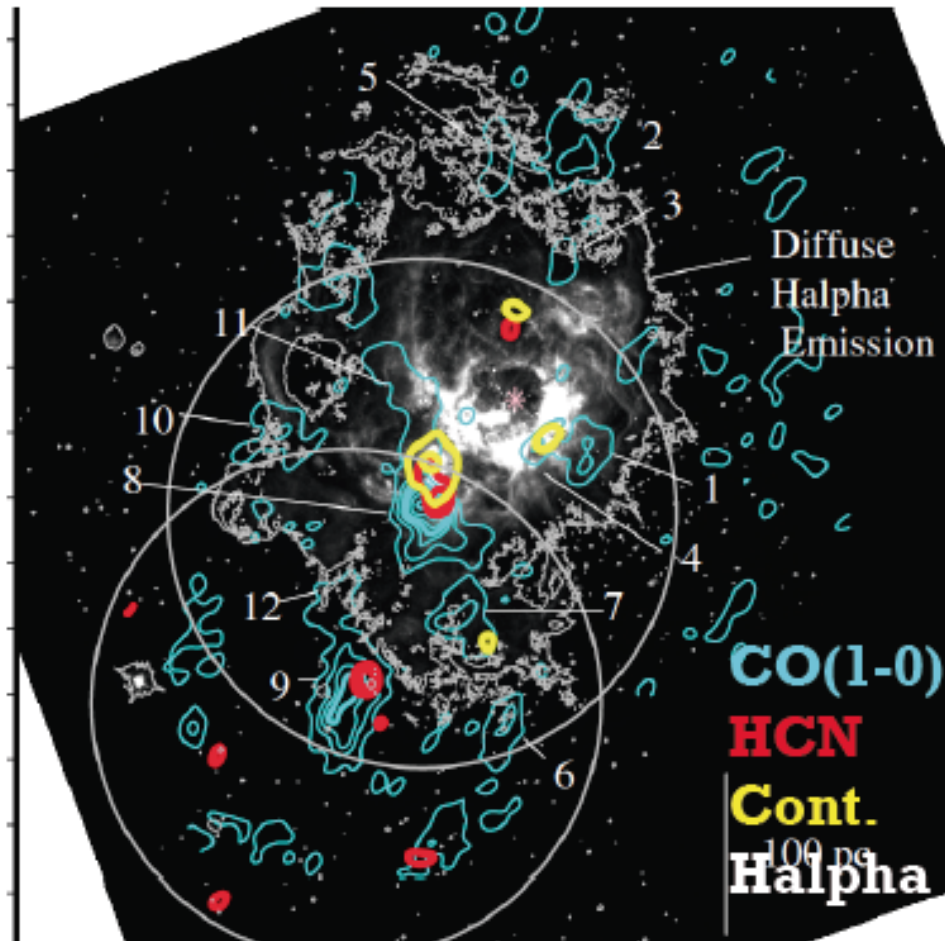 5
2
3
Diffuse
Halpha
Emission
11
10
8
1
4
12
7
9
6
CO(1-0)
HCN
Cont.
100 pc
Halpha